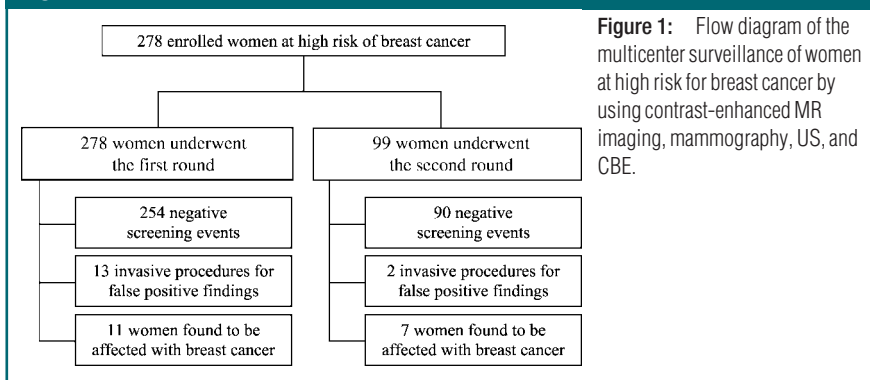 278 enrolled women at high risk of breast cancer
278 women underwent
the first round
99 women underwent
the second round
254 negative
screening events
90 negative
screening events
13 invasive procedures for
false positive findings
2 invasive procedures for
false positive findings
11 women found to be
affected with breast cancer
7 women found to be
affected with breast cancer
Figure 1: Flow diagram of the
multicenter surveillance of women
at high risk for breast cancer by
using contrast-enhanced MR
imaging, mammography, US, and
CBE.